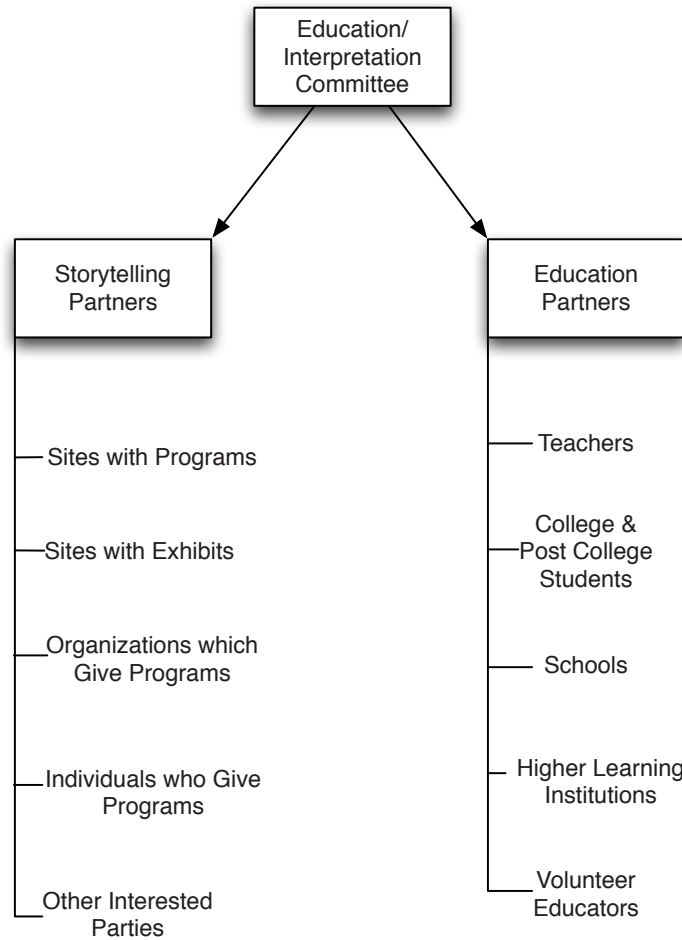 Education/
Interpretation
Committee
Storytelling
Partners
Sites with Programs
Sites with Exhibits
Organizations which
Give Programs
Individuals who Give
Programs
Other Interested
Parties
Education
Partners
Teachers
College &
Post College
Students
Schools
Higher Learning
Institutions
Volunteer
Educators